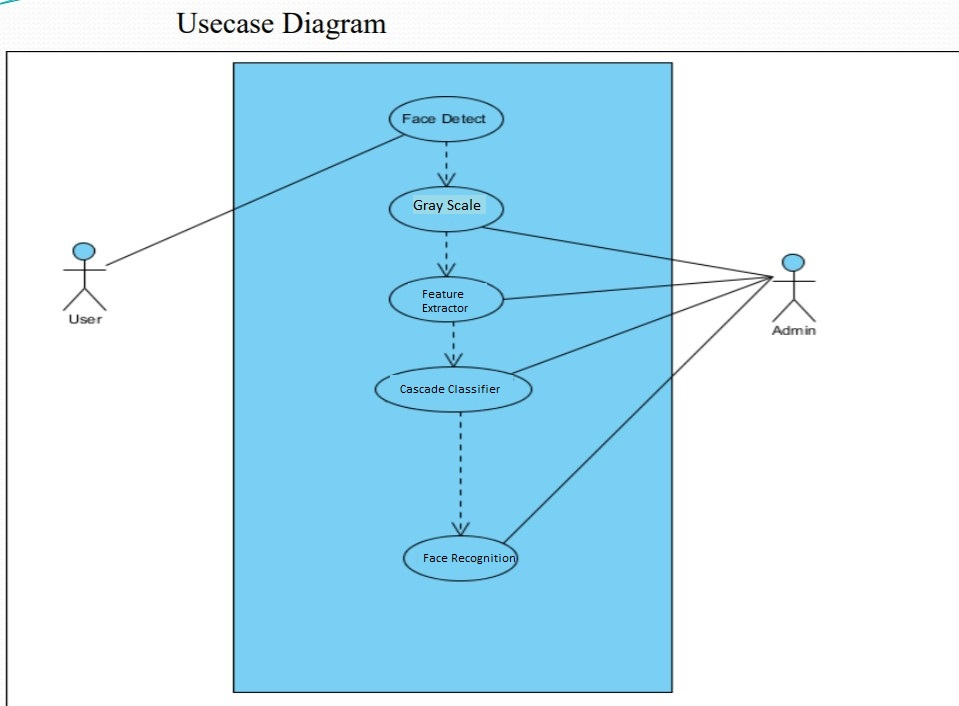 Usecase Diagram
Face Detect
Gray Scale
Feature
Extractor
Cascade Classifier
Face Recognition
User
Admin